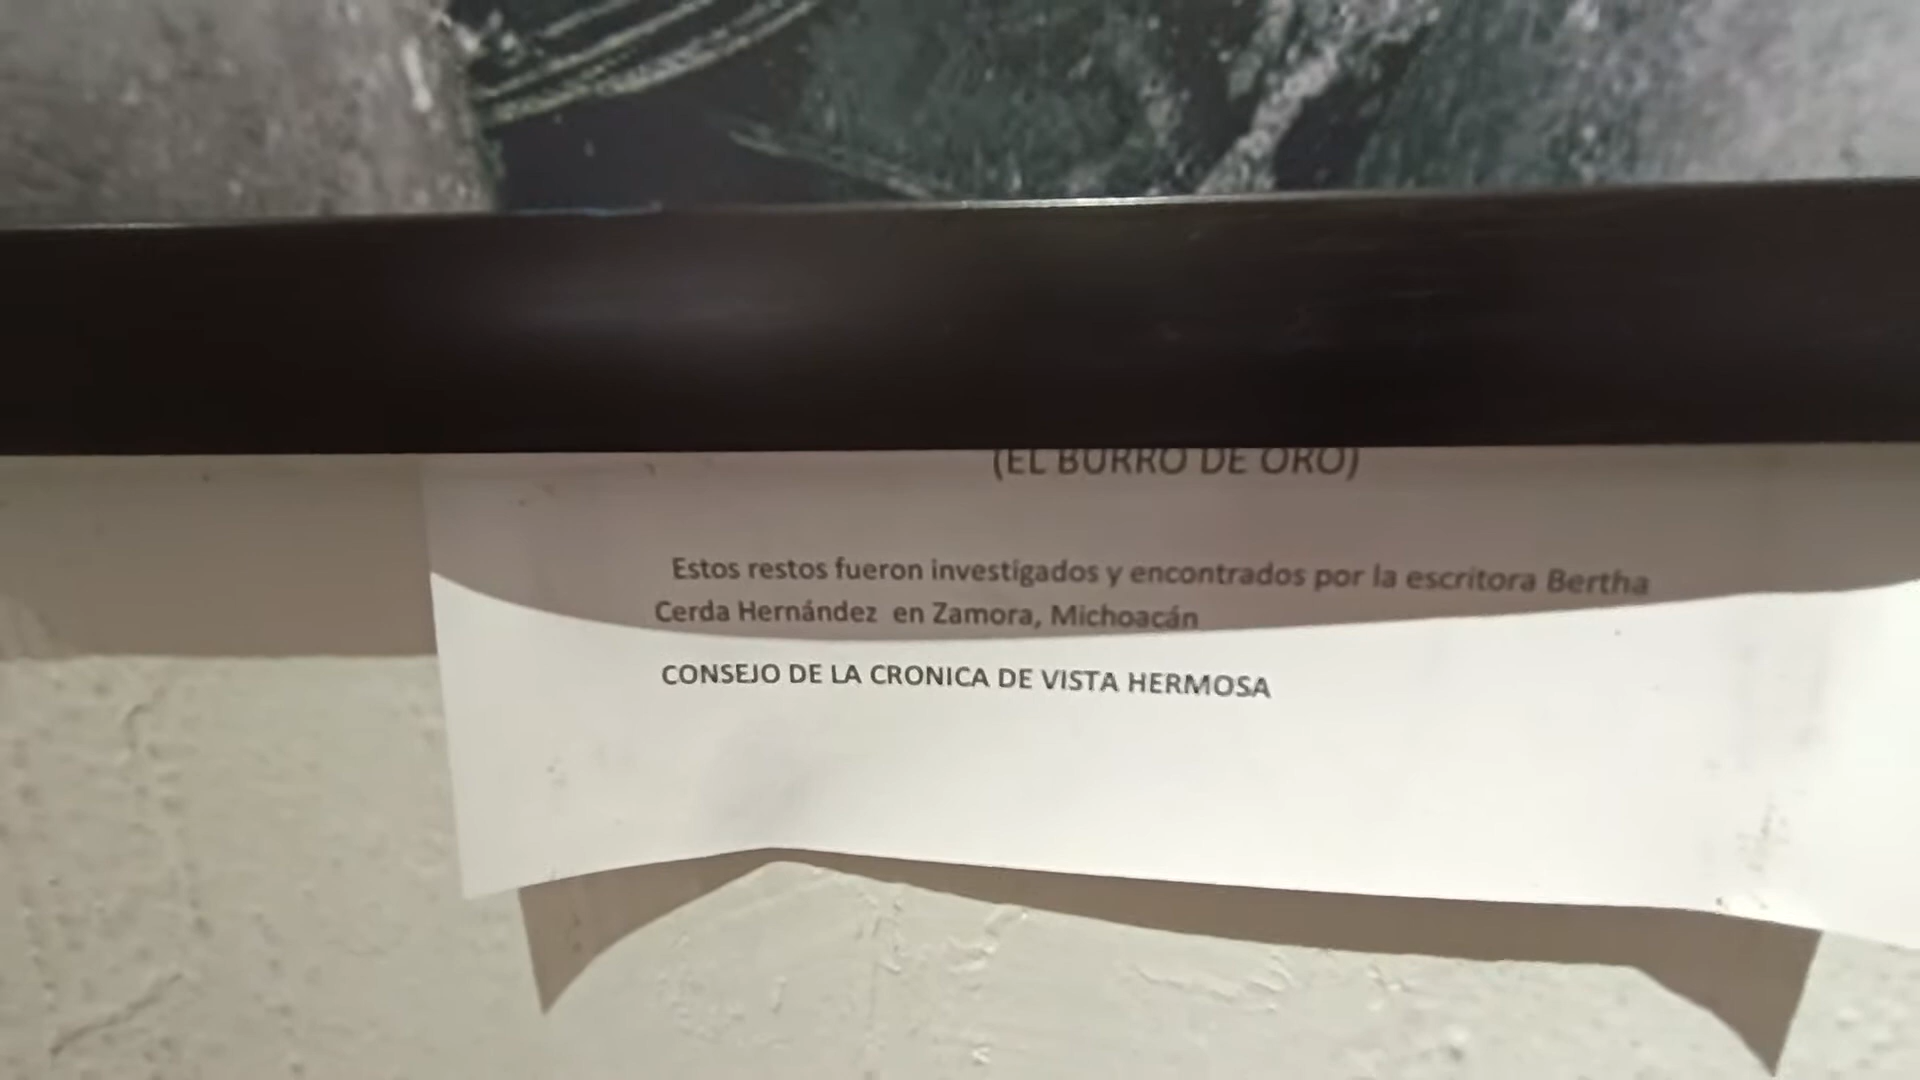 (EL BURRO DE ORO)
Estos restos fueron investigados y encontrados por la escritora Bertha
Cerda Hernández en Zamora, Michoacán
CONSEJO DE LA CRONICA DE VISTA HERMOSA